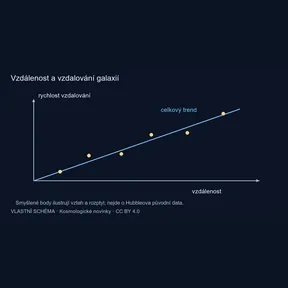 Vzdálenost a vzdalování galaxií
rychlost vzdalování
celkový trend
vzdálenost
Smyšlené body ilustrují vztah a rozptyl; nejde o Hubbleova původní data.
VLASTNÍ SCHÉMA · Kosmologické novinky · CC BY 4.0